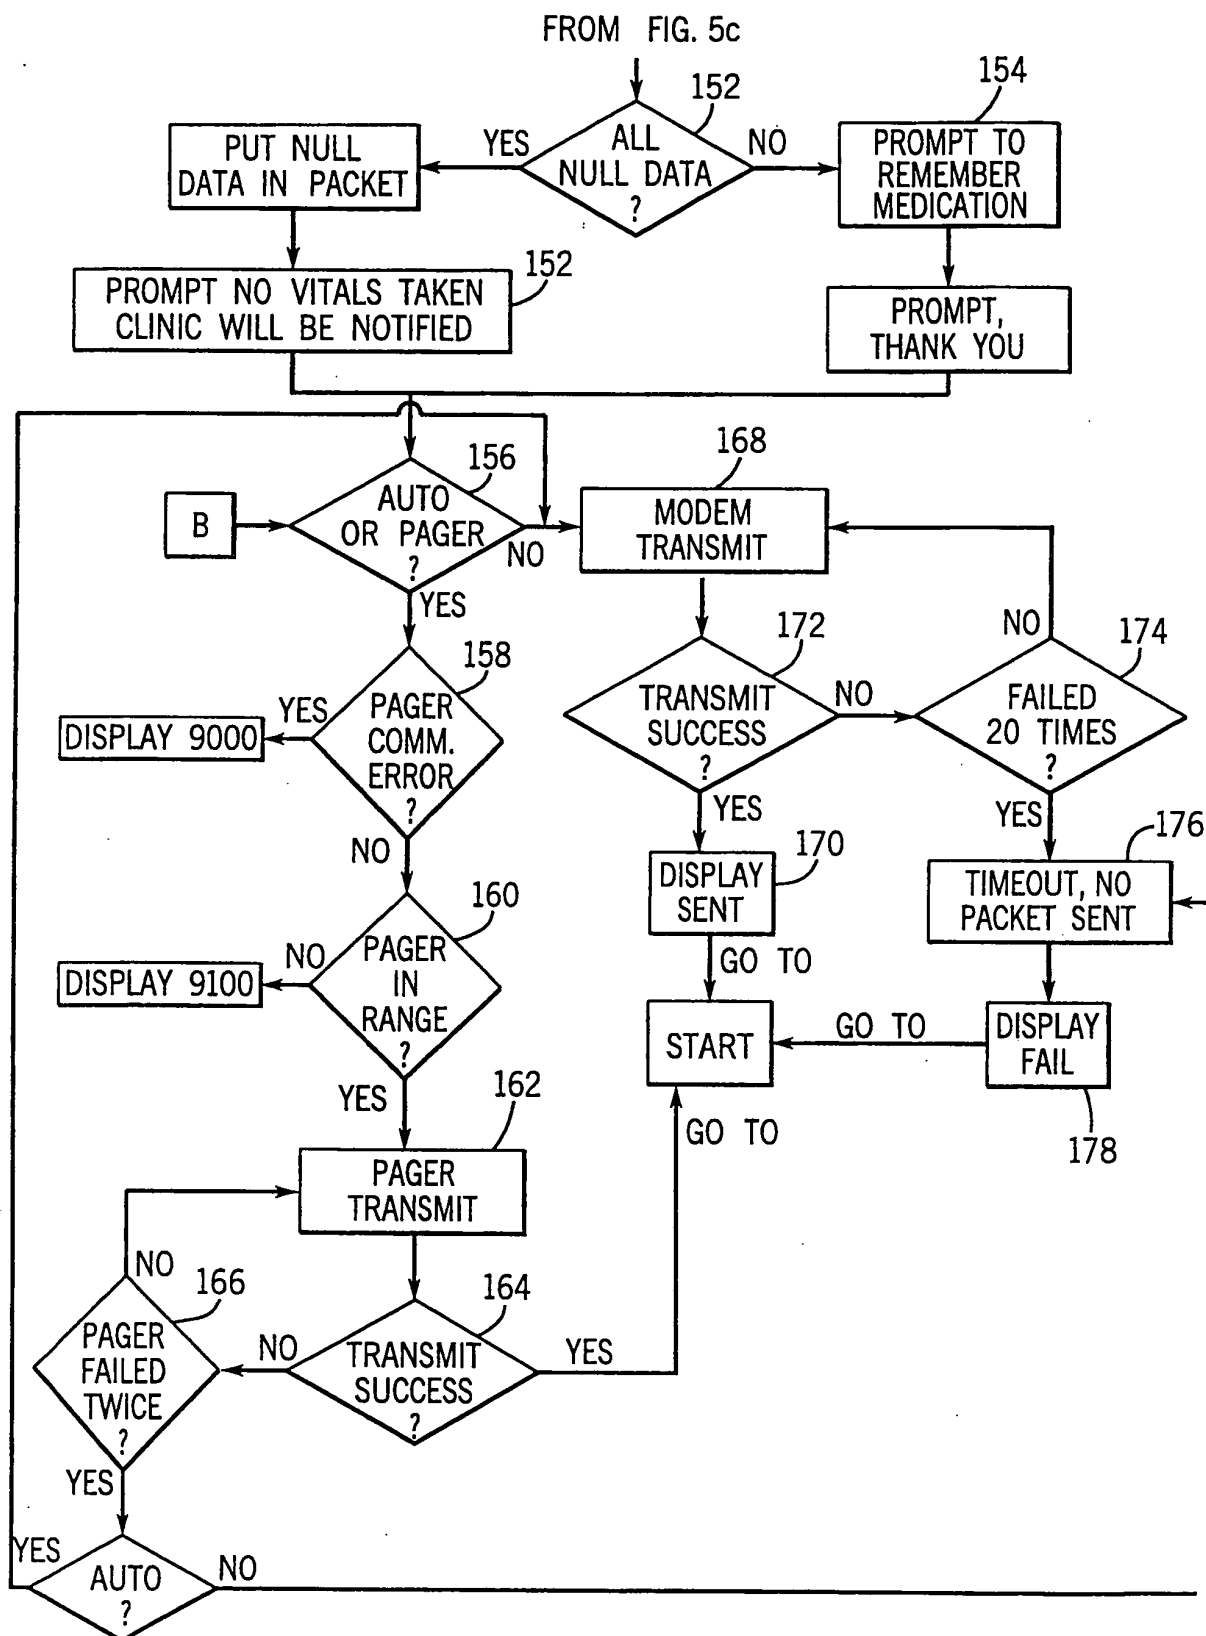 FROM FIG. 5c
152
154
YES
ALL
NULL DATA
?
NO
PUT NULL
DATA IN PACKET
PROMPT TO
REMEMBER
MEDICATION
152
PROMPT NO VITALS TAKEN
CLINIC WILL BE NOTIFIED
PROMPT,
THANK YOU
156
168
B
AUTO
OR PAGER
?
NO
MODEM
TRANSMIT
YES
172
NO
174
158
YES
PAGER
COMM.
ERROR
?
TRANSMIT
SUCCESS
?
NO
FAILED
20 TIMES
?
DISPLAY 9000
YES
YES
176
NO
170
DISPLAY
SENT
TIMEOUT, NO
PACKET SENT
160
NO
PAGER
IN
RANGE
?
GO TO
DISPLAY 9100
START
GO TO
DISPLAY
FAIL
YES
162
GO TO
178
PAGER
TRANSMIT
NO
166
164
PAGER
FAILED
TWICE
?
NO
TRANSMIT
SUCCESS
?
YES
YES
YES
AUTO
?
NO